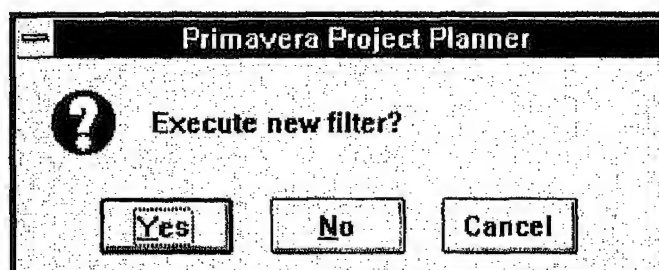 Primavera Project Planner
Execute new filter?
Yes No Cancel